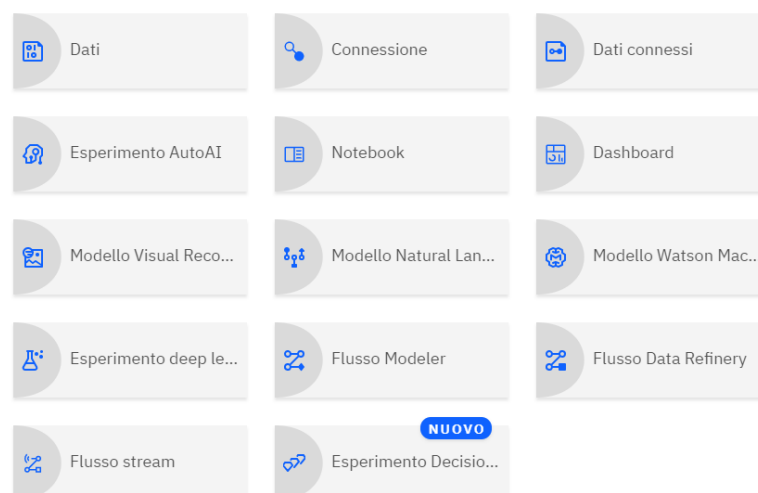 Dati
Connessione
Dati connessi
Esperimento AutoAI
Notebook
Dashboard
Modello Visual Reco...
Modello Natural Lan...
Modello Watson Mac...
Esperimento deep le...
Flusso Modeler
Flusso Data Refinery
NUOVO
Flusso stream
Esperimento Decisio...